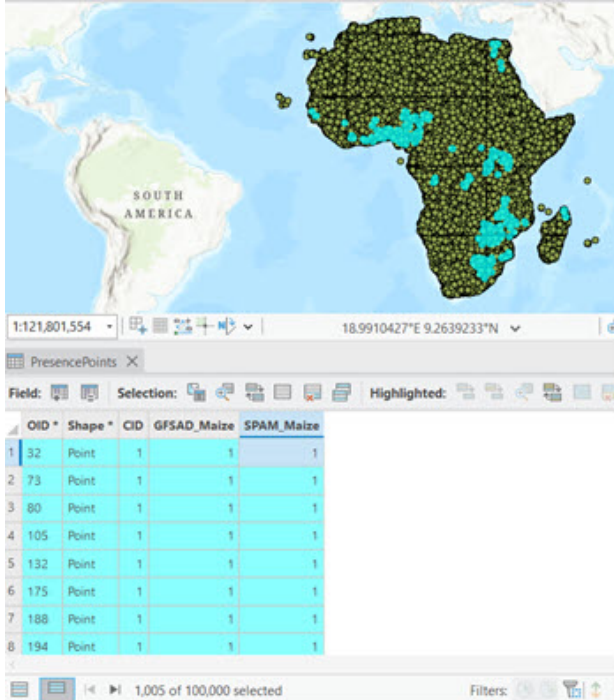 SOUTH
AMERICA
1:121,801,554
18.9910427°E 9.2639233°N
PresencePoints
Field: Selection: Highlighted:
OID * Shape * CID GFSAD_Maize SPAM_Maize
1 32 Point 1 1 1
2 73 Point 1 1 1
3 80 Point 1 1 1
4 105 Point 1 1 1
5 132 Point 1 1 1
6 175 Point 1 1 1
7 188 Point 1 1 1
8 194 Point 1 1 1
1,005 of 100,000 selected Filters: